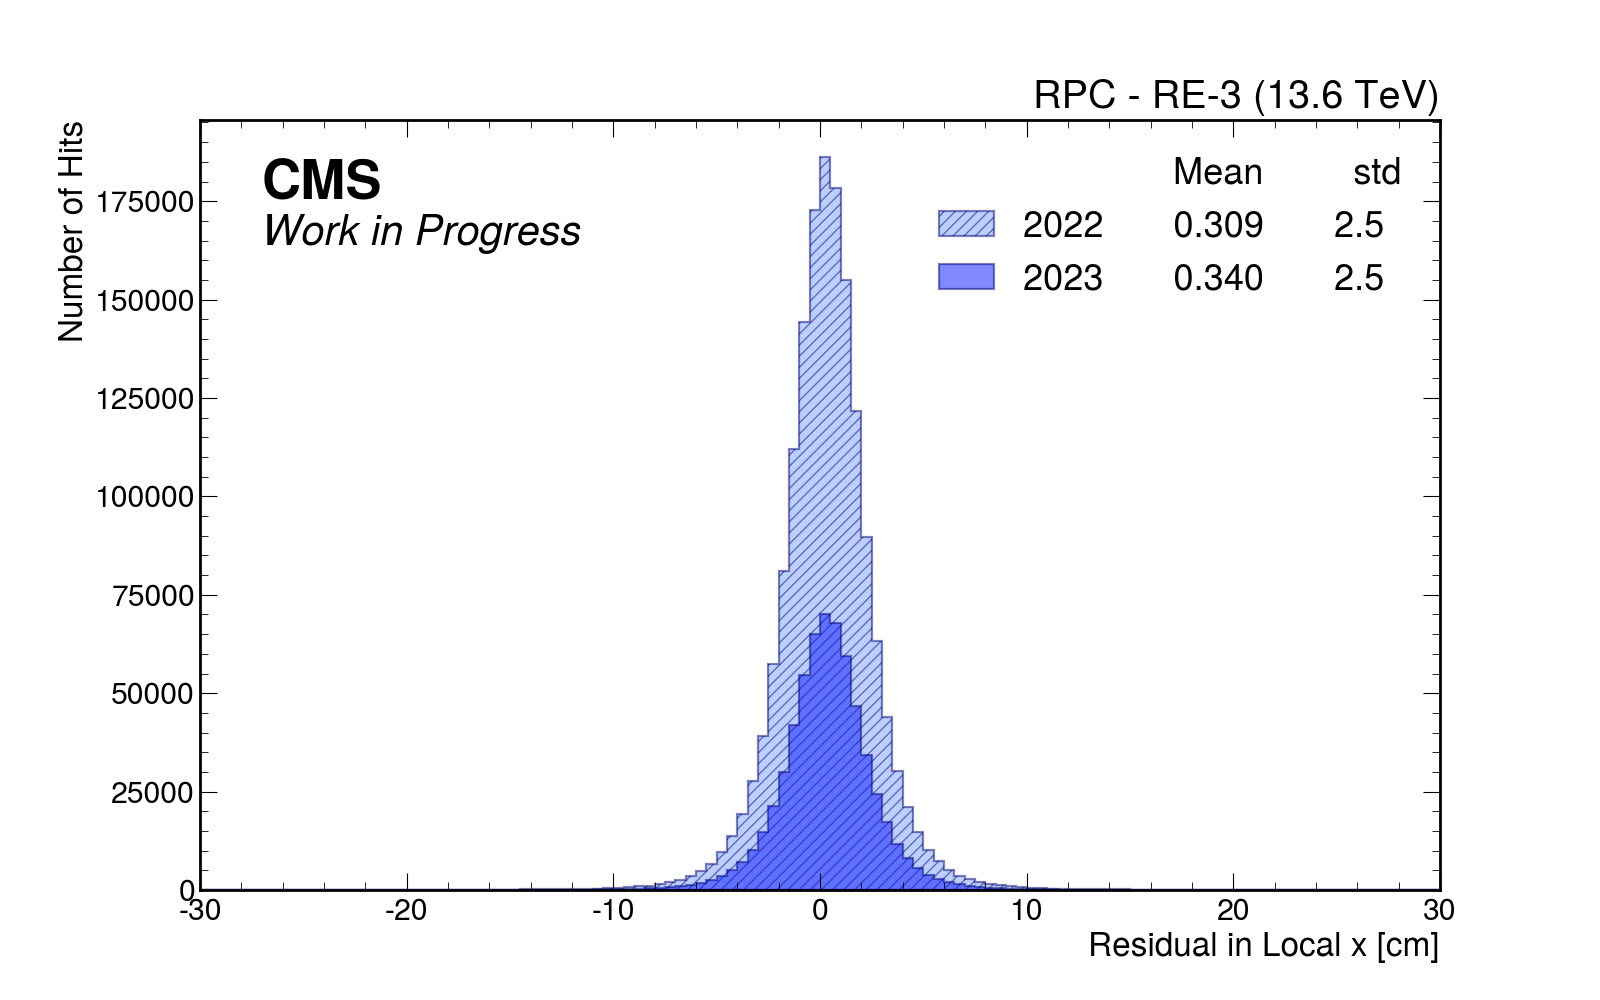 RPC - RE-3 (13.6 TeV)
Number of Hits
CMS
Work in Progress
Mean std
2022 0.309 2.5
2023 0.340 2.5
175000
150000
125000
100000
75000
50000
25000
0
-30 -20 -10 0 10 20 30
Residual in Local x [cm]